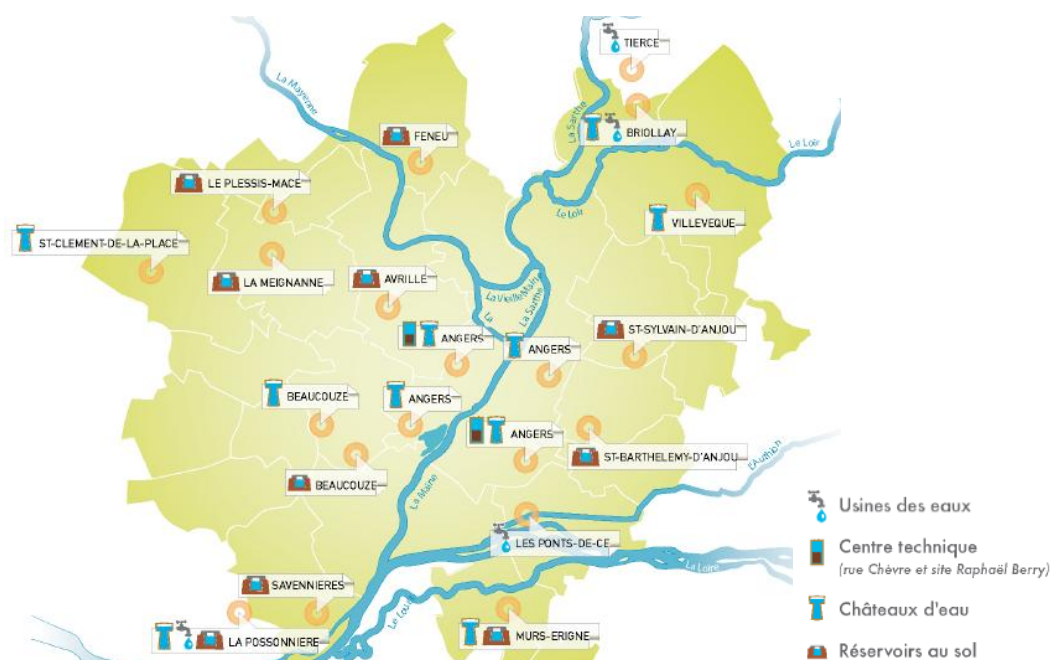 TIERCE
La Mayenne
La Sarthe
BRIOLLAY
FENEU
Le Loir
LE PLESSIS-MACE
Le Loir
VILLEVEQUE
ST-CLEMENT-DE-LA-PLACE
LA MEIGNANNE
AVRILLE
La Vieille Maine
La
La Sarthe
ST-SYLVAIN-D'ANJOU
ANGERS
ANGERS
BEAUCOUZE
ANGERS
ANGERS
ST-BARTHELEMY-D'ANJOU
L'Authion
BEAUCOUZE
La Maine
LES PONTS-DE-CE
La Loire
SAVENNIERES
Le Louet
LA POSSONNIERE
MURS-ERIGNE
Usines des eaux
Centre technique
(rue Chèvre et site Raphaël Berry)
Châteaux d'eau
Réservoirs au sol